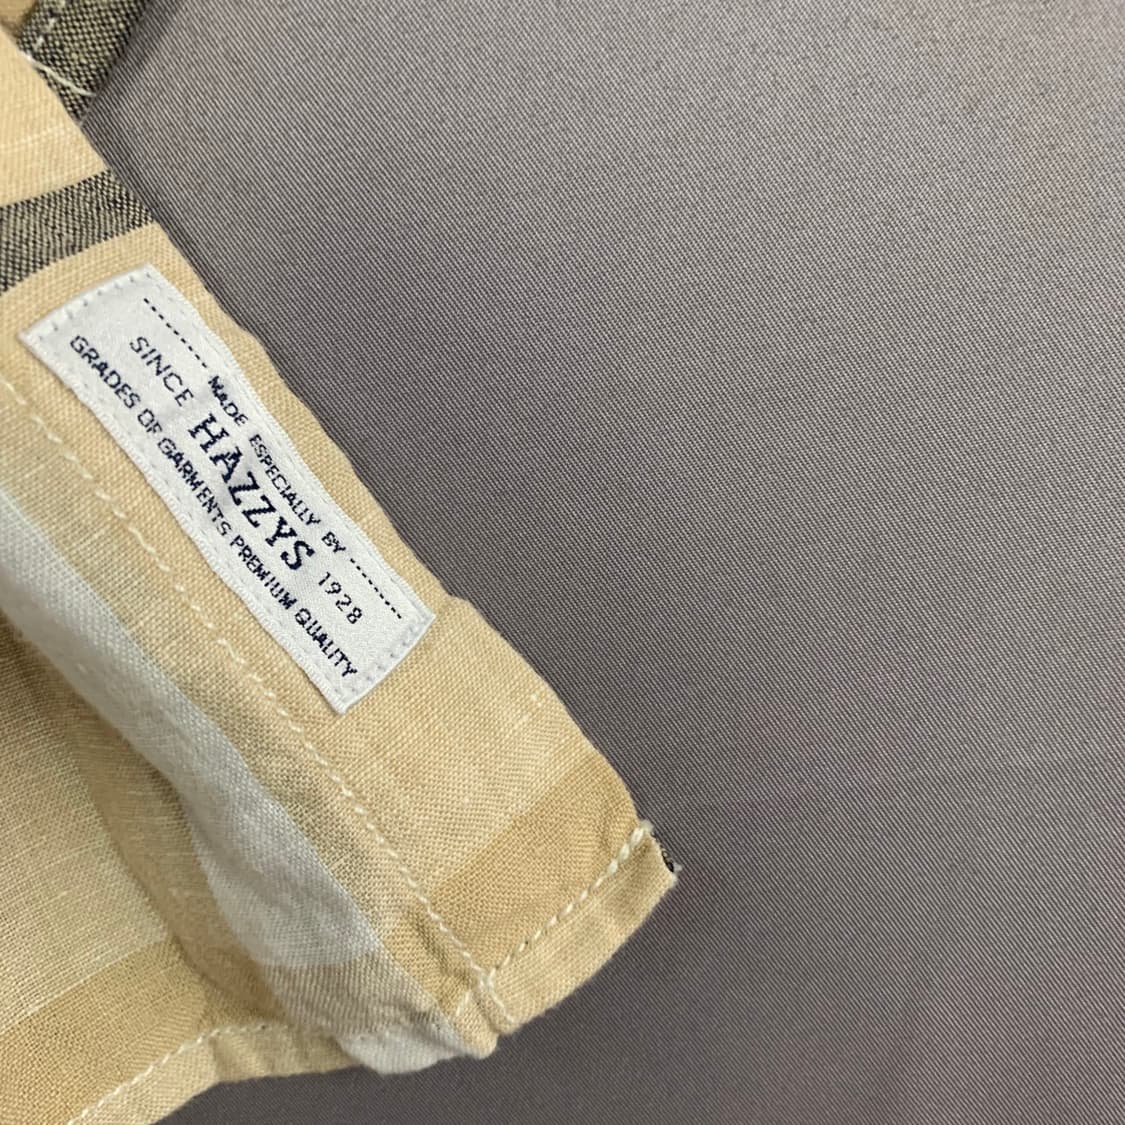 --------- MADE ESPECIALLY BY ---------
SINCE HAZZYS 1928
GRADES OF GARMENTS PREMIUM QUALITY